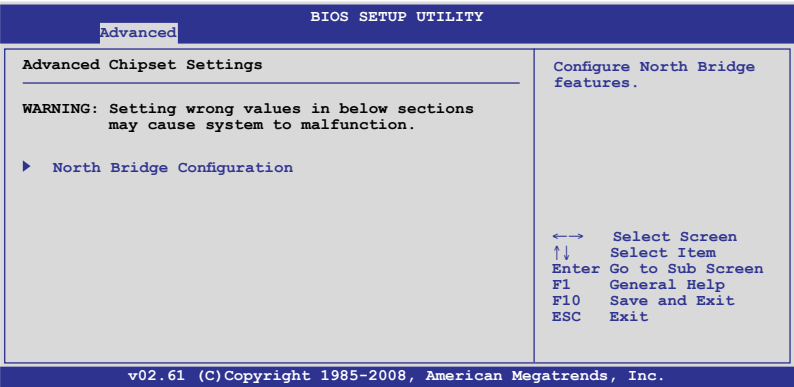 BIOS SETUP UTILITY
Advanced
Advanced Chipset Settings
WARNING: Setting wrong values in below sections
may cause system to malfunction.
North Bridge Configuration
Configure North Bridge
features.
←→ Select Screen
↑↓ Select Item
Enter Go to Sub Screen
F1 General Help
F10 Save and Exit
ESC Exit
v02.61 (C)Copyright 1985-2008, American Megatrends, Inc.